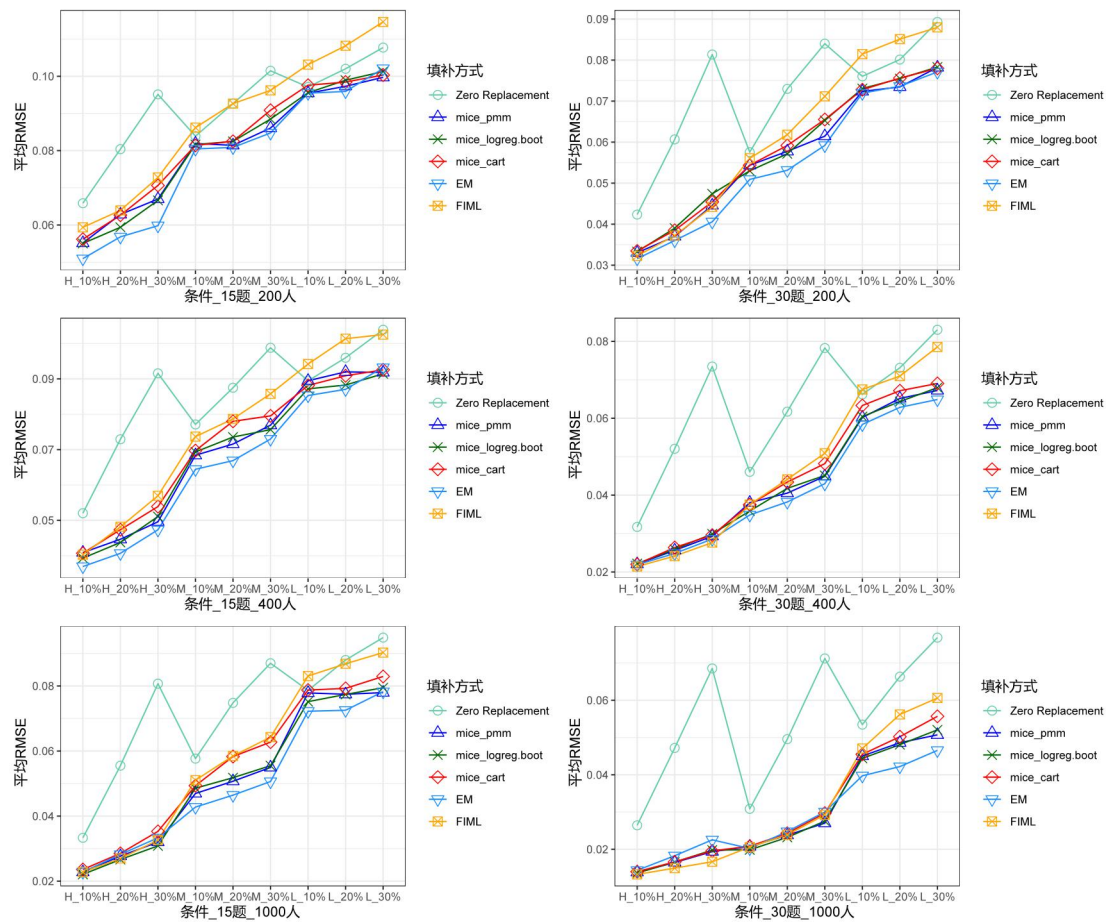 平均RMSE
0.10
0.08
0.06
H_10% H_20% H_30% M_10% M_20% M_30% L_10% L_20% L_30%
条件_15题_200人
填补方式
Zero Replacement
mice_pmm
mice_logreg.boot
mice_cart
EM
FIML
平均RMSE
0.09
0.08
0.07
0.06
0.05
0.04
0.03
H_10% H_20% H_30% M_10% M_20% M_30% L_10% L_20% L_30%
条件_30题_200人
填补方式
Zero Replacement
mice_pmm
mice_logreg.boot
mice_cart
EM
FIML
平均RMSE
0.09
0.07
0.05
H_10% H_20% H_30% M_10% M_20% M_30% L_10% L_20% L_30%
条件_15题_400人
填补方式
Zero Replacement
mice_pmm
mice_logreg.boot
mice_cart
EM
FIML
平均RMSE
0.08
0.06
0.04
0.02
H_10% H_20% H_30% M_10% M_20% M_30% L_10% L_20% L_30%
条件_30题_400人
填补方式
Zero Replacement
mice_pmm
mice_logreg.boot
mice_cart
EM
FIML
平均RMSE
0.08
0.06
0.04
0.02
H_10% H_20% H_30% M_10% M_20% M_30% L_10% L_20% L_30%
条件_15题_1000人
填补方式
Zero Replacement
mice_pmm
mice_logreg.boot
mice_cart
EM
FIML
平均RMSE
0.06
0.04
0.02
H_10% H_20% H_30% M_10% M_20% M_30% L_10% L_20% L_30%
条件_30题_1000人
填补方式
Zero Replacement
mice_pmm
mice_logreg.boot
mice_cart
EM
FIML